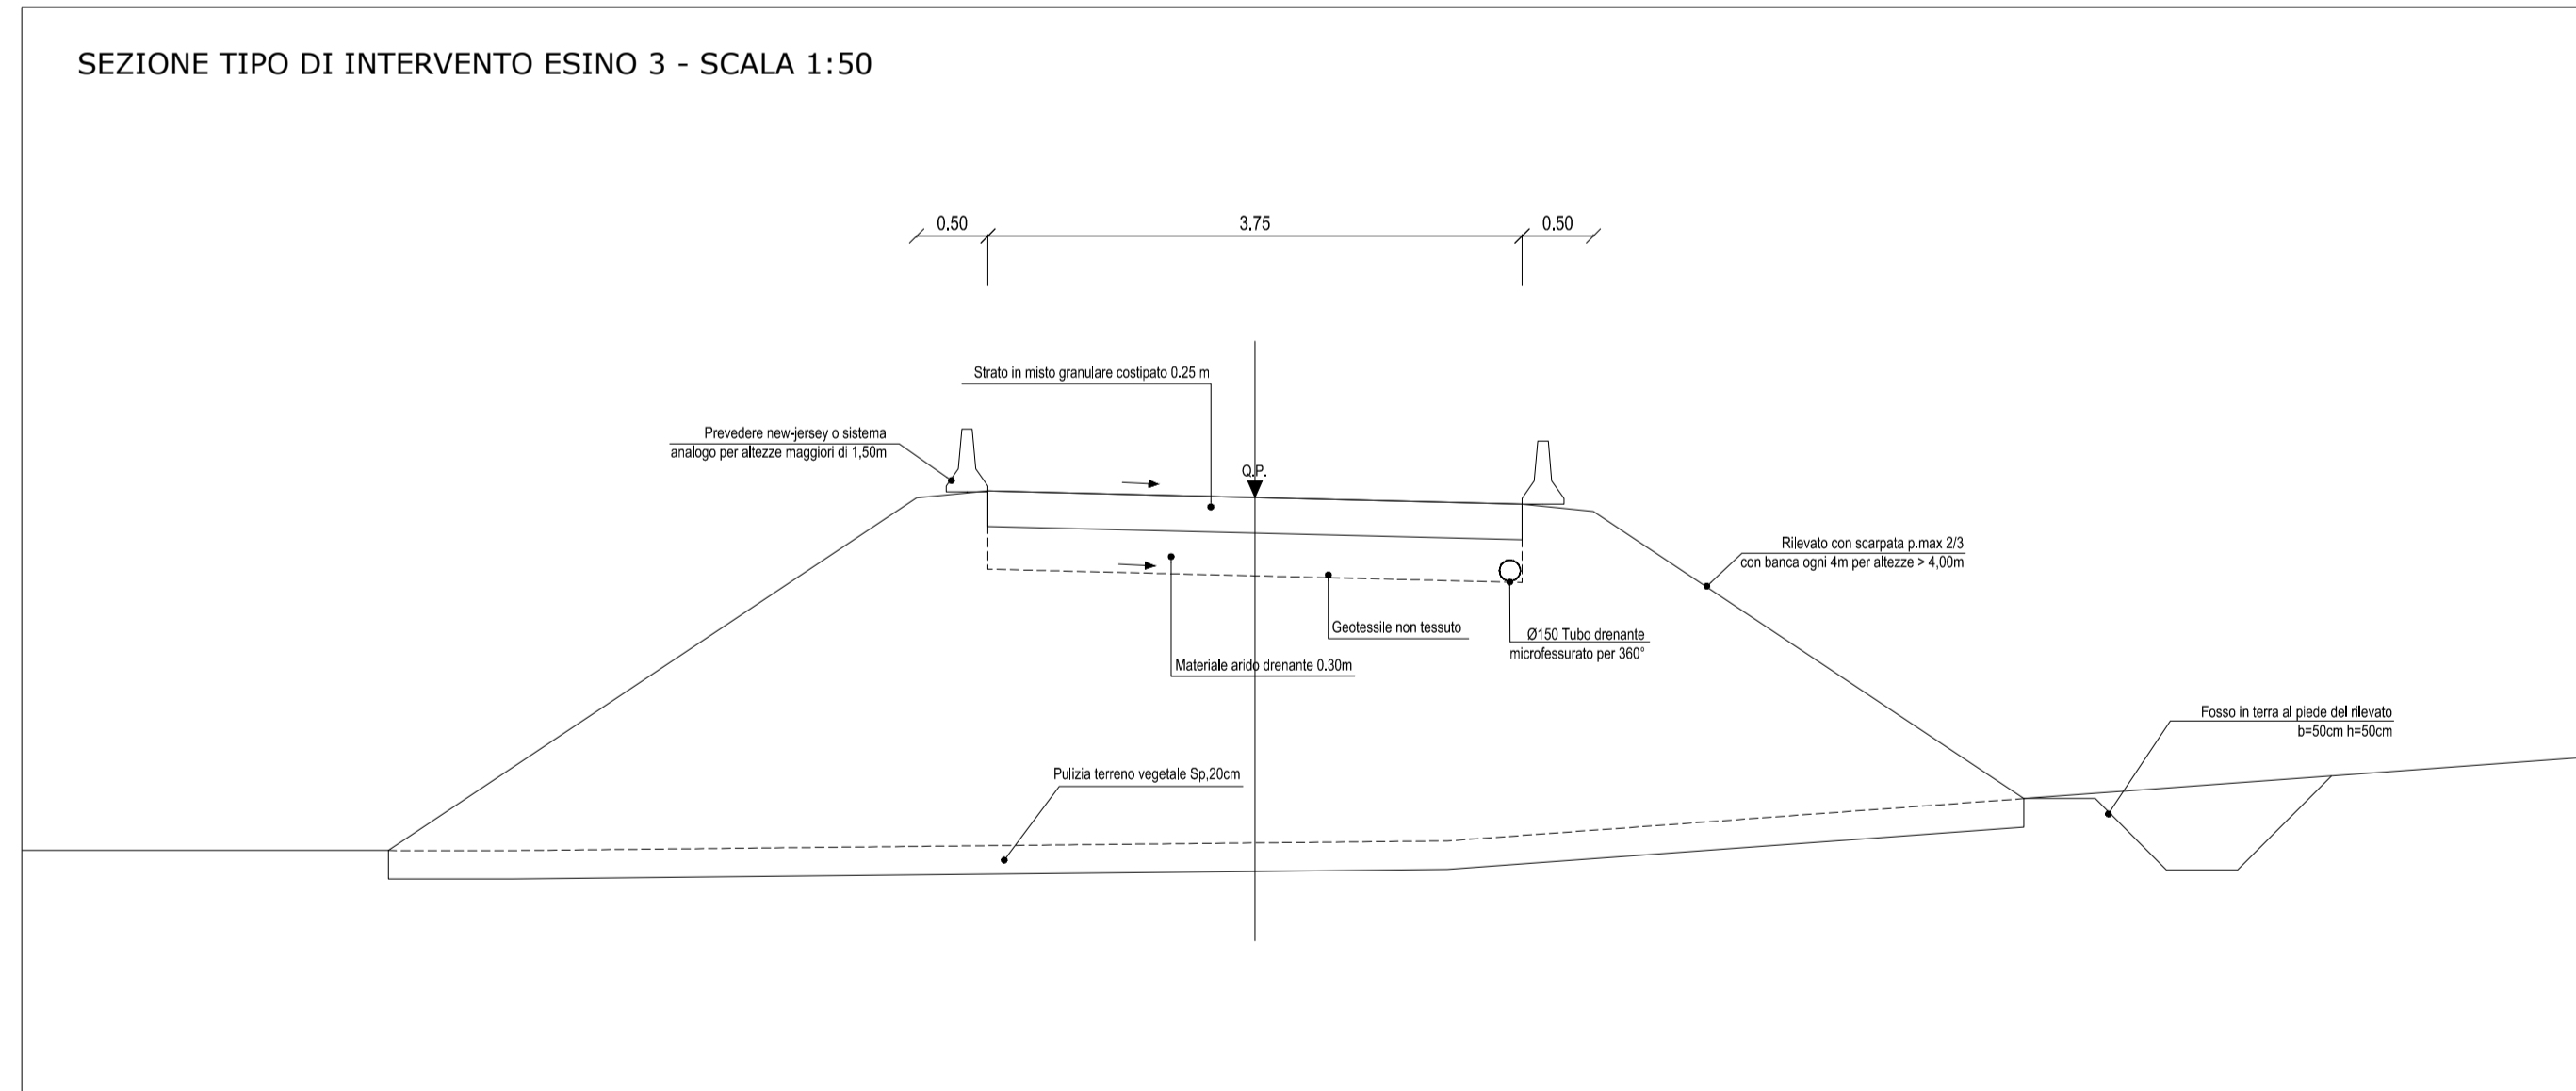 SEZIONE TIPO DI INTERVENTO ESINO 3 - SCALA 1:50
0.50
3.75
0.50
Strato in misto granulare costipato 0.25 m
Prevedere new-jersey o sistema
analogo per altezze maggiori di 1,50m
Q.P.
Rilevato con scarpata p.max 2/3
con banca ogni 4m per altezze > 4,00m
Geotessile non tessuto
Ø150 Tubo drenante
microfessurato per 360°
Materiale arido drenante 0.30m
Fosso in terra al piede del rilevato
b=50cm h=50cm
Pulizia terreno vegetale Sp,20cm